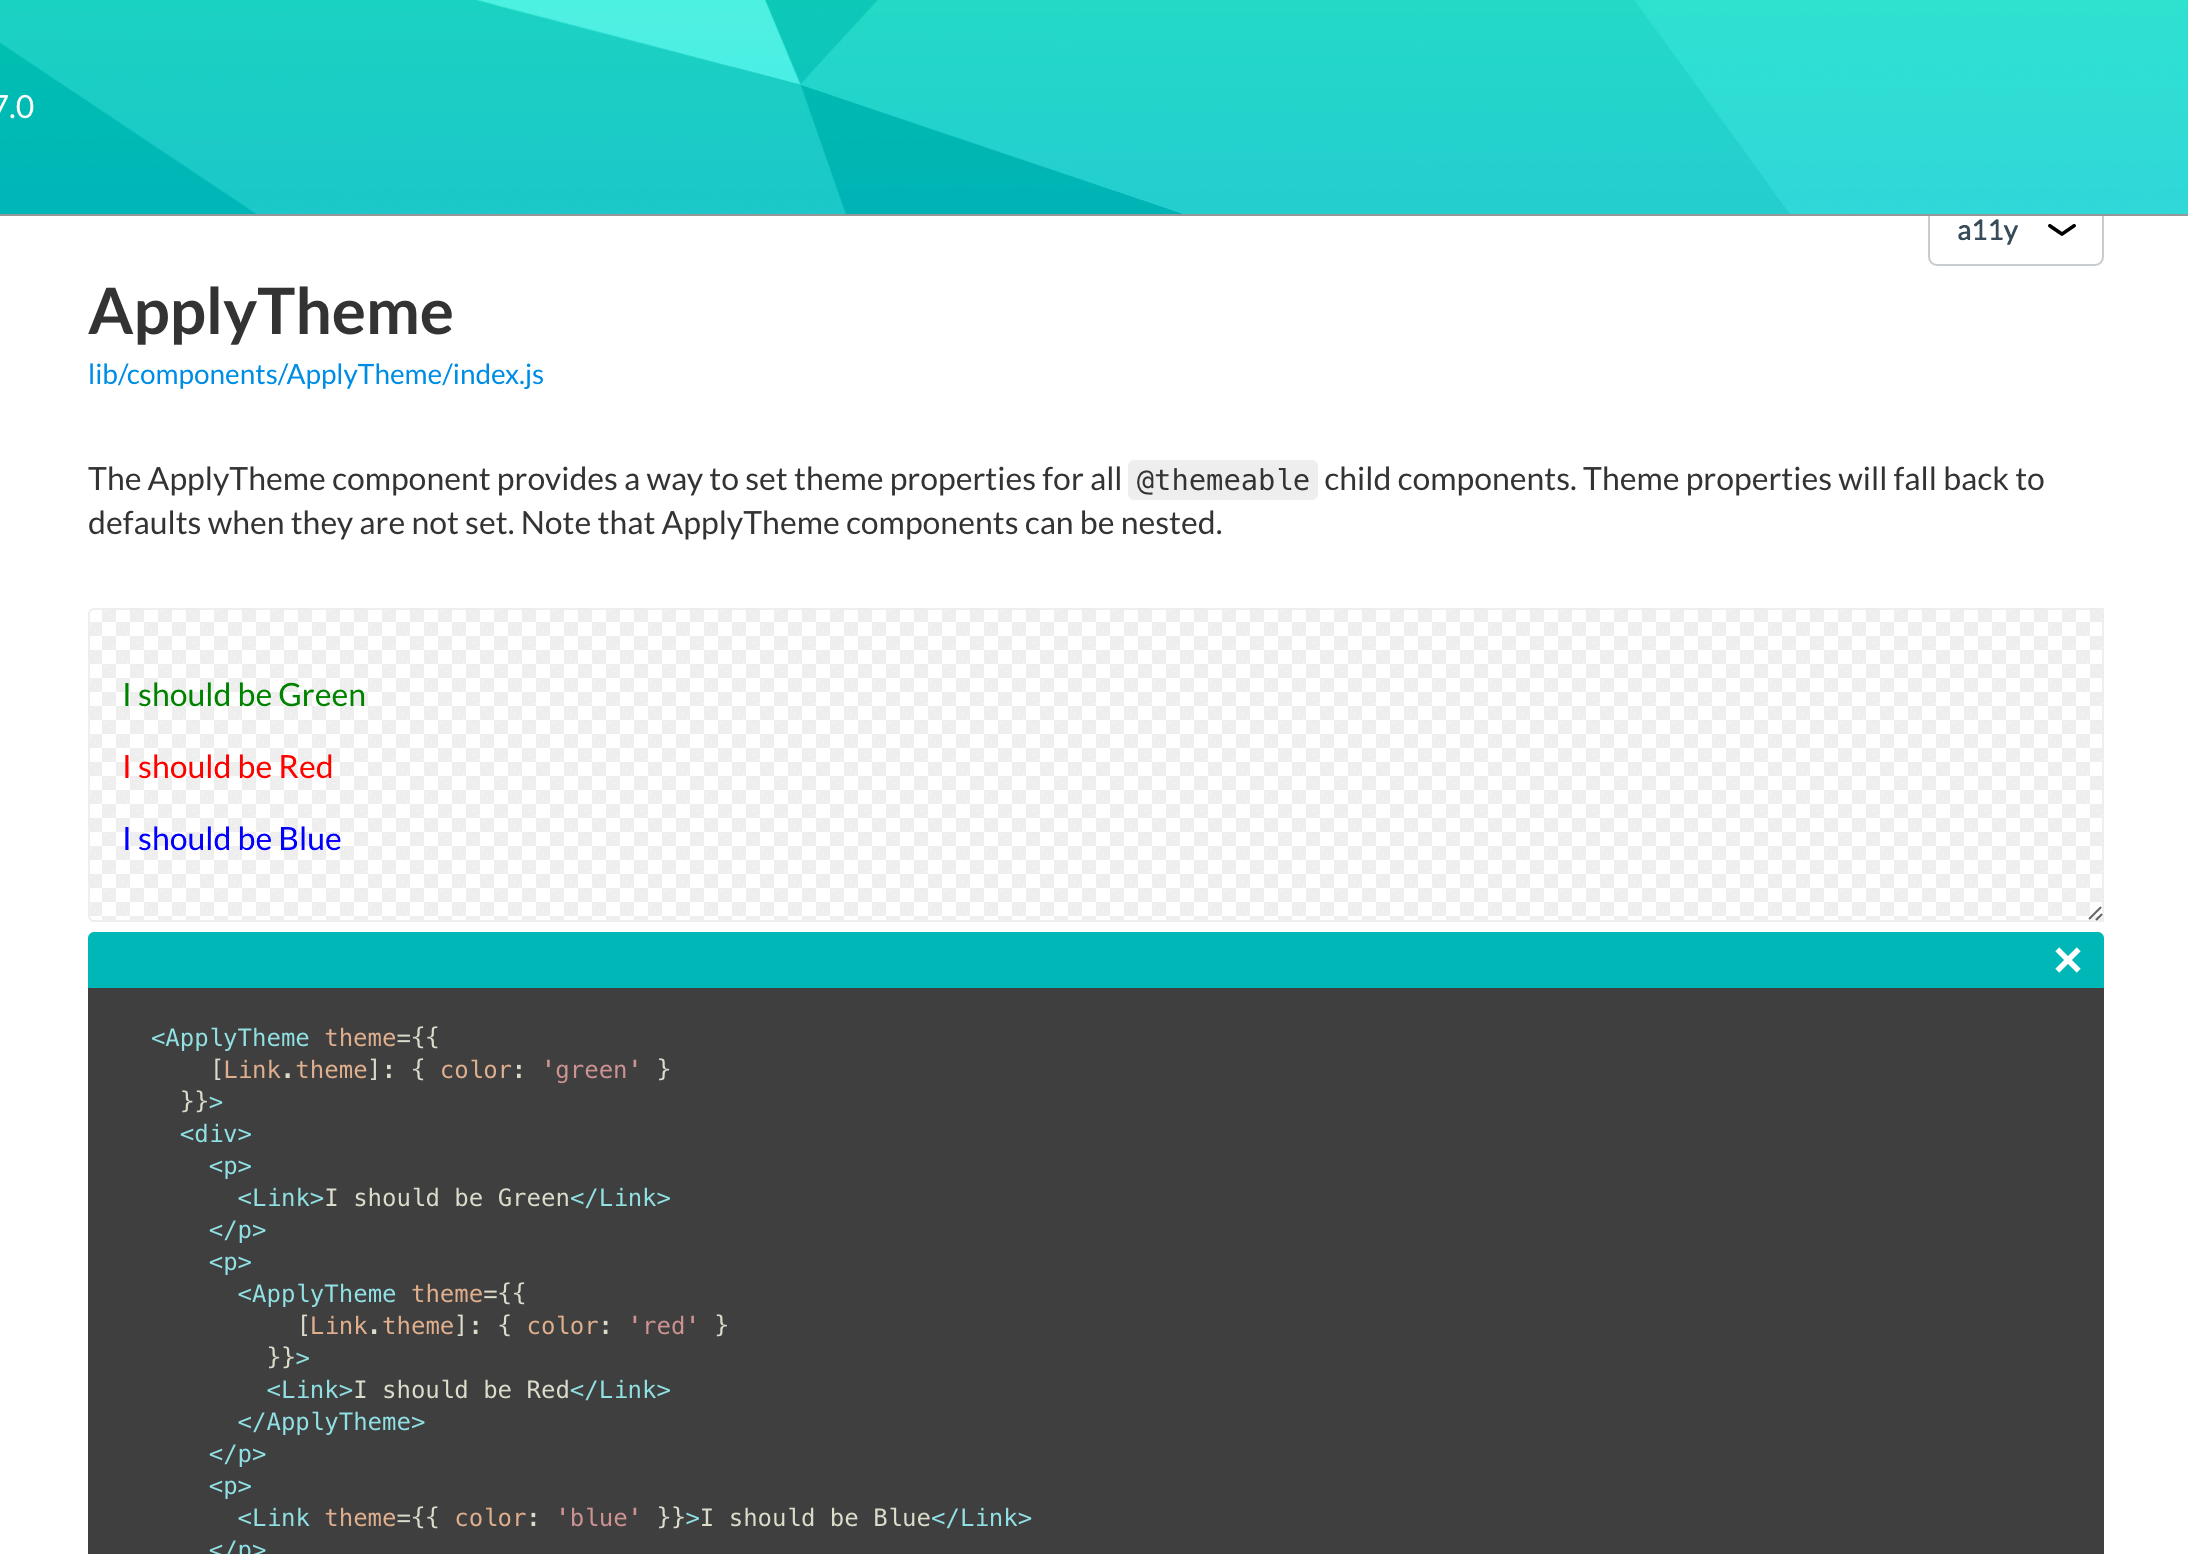 7.0
a11y
ApplyTheme
lib/components/ApplyTheme/index.js
The ApplyTheme component provides a way to set theme properties for all @themeable child components. Theme properties will fall back to
defaults when they are not set. Note that ApplyTheme components can be nested.
I should be Green
I should be Red
I should be Blue
<ApplyTheme theme={{
[Link.theme]: { color: 'green' }
}}>
<div>
<p>
<Link>I should be Green</Link>
</p>
<p>
<ApplyTheme theme={{
[Link.theme]: { color: 'red' }
}}>
<Link>I should be Red</Link>
</ApplyTheme>
</p>
<p>
<Link theme={{ color: 'blue' }}>I should be Blue</Link>
</p>